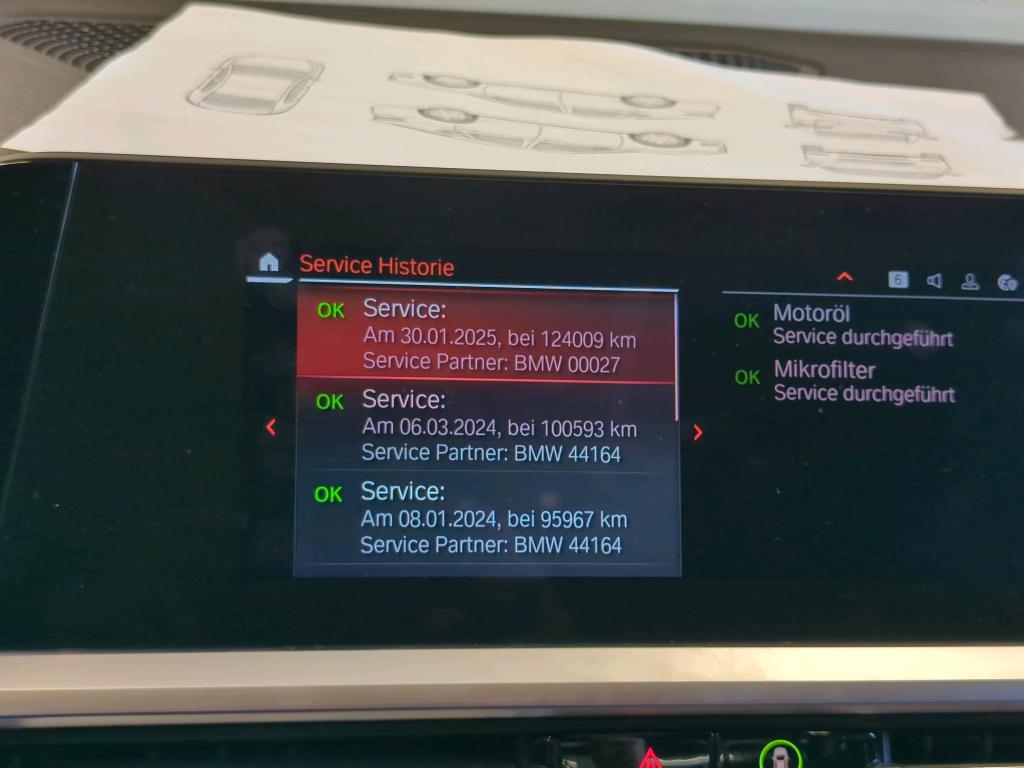 Service Historie
6
OK Service:
Am 30.01.2025, bei 124009 km
Service Partner: BMW 00027
OK Service:
Am 06.03.2024, bei 100593 km
Service Partner: BMW 44164
OK Service:
Am 08.01.2024, bei 95967 km
Service Partner: BMW 44164
OK Motoröl
Service durchgeführt
OK Mikrofilter
Service durchgeführt